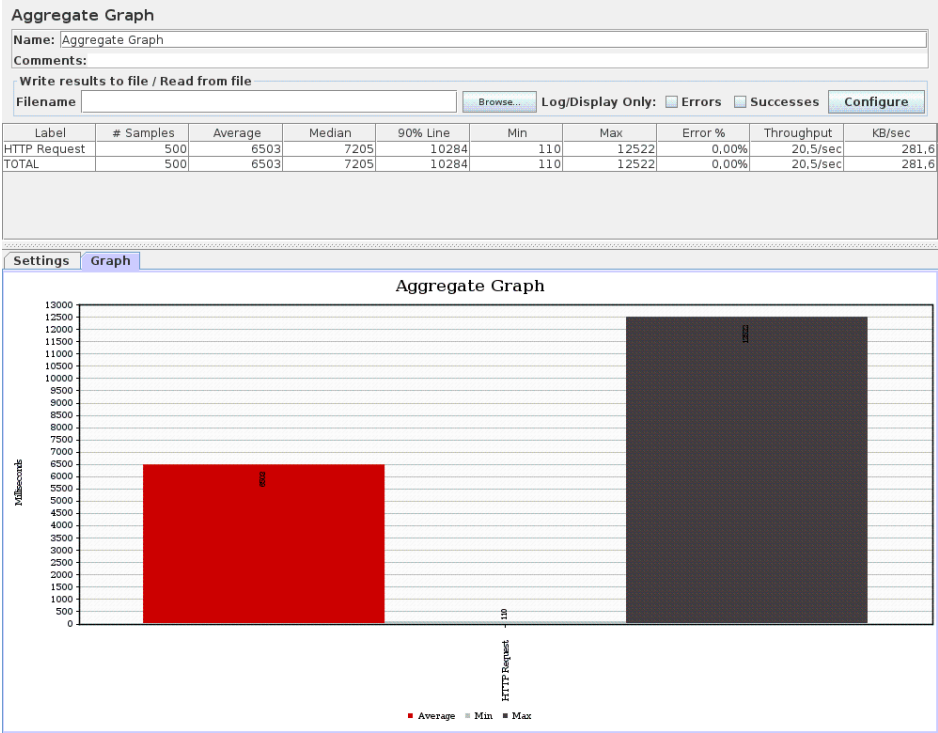 Aggregate Graph
Name: Aggregate Graph
Comments:
Write results to file / Read from file
Filename Browse... Log/Display Only: Errors Successes Configure
Label # Samples Average Median 90% Line Min Max Error % Throughput KB/sec
HTTP Request 500 6503 7205 10284 110 12522 0,00% 20,5/sec 281,6
TOTAL 500 6503 7205 10284 110 12522 0,00% 20,5/sec 281,6
Settings Graph
Aggregate Graph
13000
12500
12000
11500
11000
10500
10000
9500
9000
8500
8000
7500
7000
6500
6000
5500
5000
4500
4000
3500
3000
2500
2000
1500
1000
500
0
Milliseconds
6503
110
12522
HTTP Request
Average Min Max